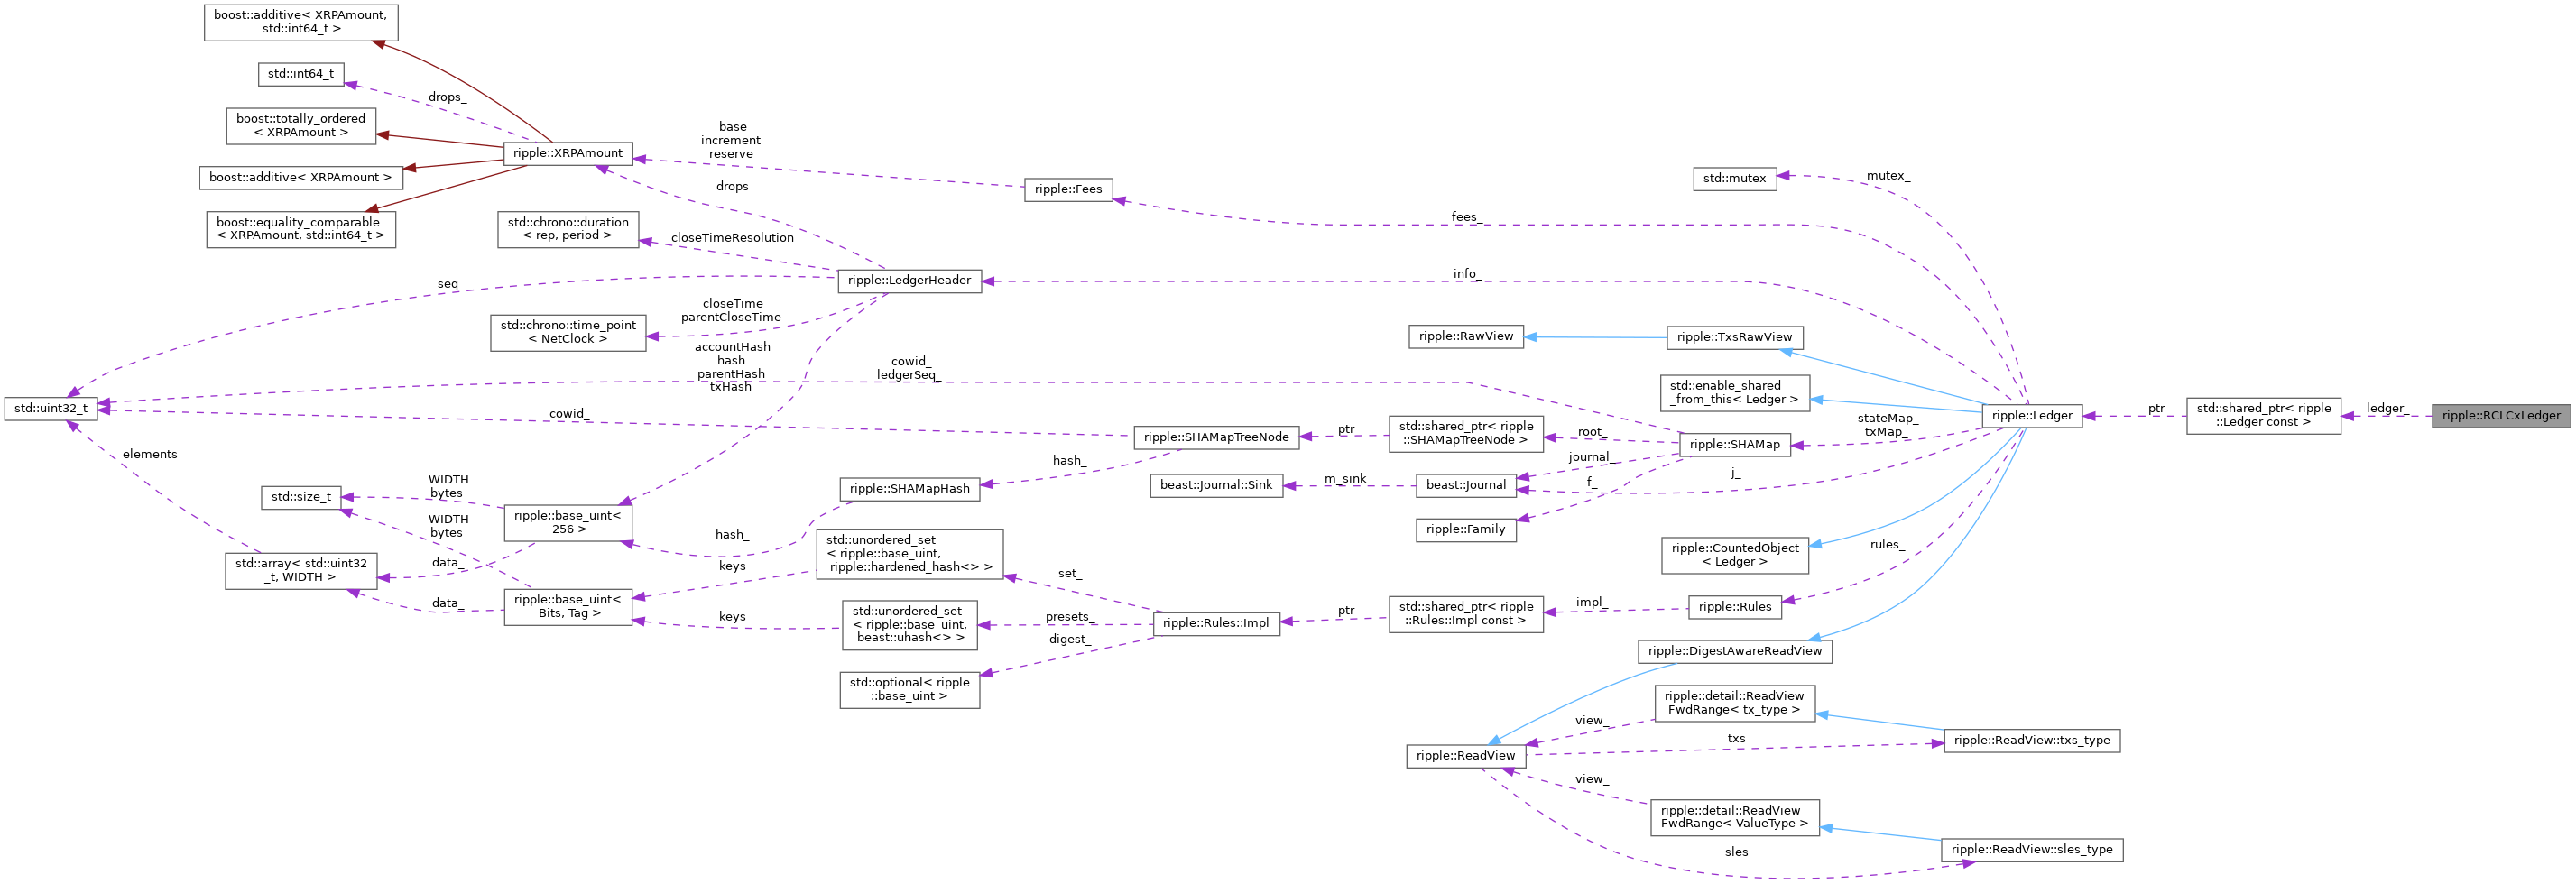 boost::additive< XRPAmount,
std::int64_t >
std::int64_t
drops_
boost::totally_ordered
< XRPAmount >
ripple::XRPAmount
boost::additive< XRPAmount >
boost::equality_comparable
< XRPAmount, std::int64_t >
base
increment
reserve
drops
ripple::Fees
std::chrono::duration
< rep, period >
closeTimeResolution
ripple::LedgerHeader
seq
closeTime
parentCloseTime
std::chrono::time_point
< NetClock >
accountHash
hash
parentHash
txHash
cowid_
ledgerSeq_
std::uint32_t
cowid_
elements
std::size_t
WIDTH
bytes
WIDTH
bytes
ripple::base_uint<
256 >
std::array< std::uint32
_t, WIDTH >
data_
data_
ripple::base_uint<
Bits, Tag >
ripple::SHAMapTreeNode
hash_
ripple::SHAMapHash
hash_
std::unordered_set
< ripple::base_uint,
ripple::hardened_hash<> >
keys
keys
std::unordered_set
< ripple::base_uint,
beast::uhash<> >
std::optional< ripple
::base_uint >
set_
presets_
digest_
ripple::Rules::Impl
ptr
std::shared_ptr< ripple
::Rules::Impl const >
impl_
ripple::Rules
rules_
ptr
std::shared_ptr< ripple
::SHAMapTreeNode >
root_
journal_
f_
beast::Journal::Sink
m_sink
beast::Journal
ripple::Family
ripple::SHAMap
stateMap_
txMap_
j_
std::mutex
mutex_
fees_
info_
ripple::RawView
ripple::TxsRawView
std::enable_shared
_from_this< Ledger >
ripple::Ledger
ptr
std::shared_ptr< ripple
::Ledger const >
ledger_
ripple::RCLCxLedger
ripple::CountedObject
< Ledger >
ripple::DigestAwareReadView
ripple::detail::ReadView
FwdRange< tx_type >
view_
txs
ripple::ReadView::txs_type
ripple::ReadView
view_
ripple::detail::ReadView
FwdRange< ValueType >
sles
ripple::ReadView::sles_type